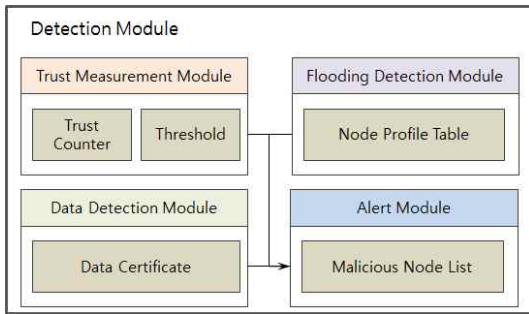 Detection Module
Trust Measurement Module
Trust
Counter
Threshold
Flooding Detection Module
Node Profile Table
Data Detection Module
Data Certificate
Alert Module
Malicious Node List